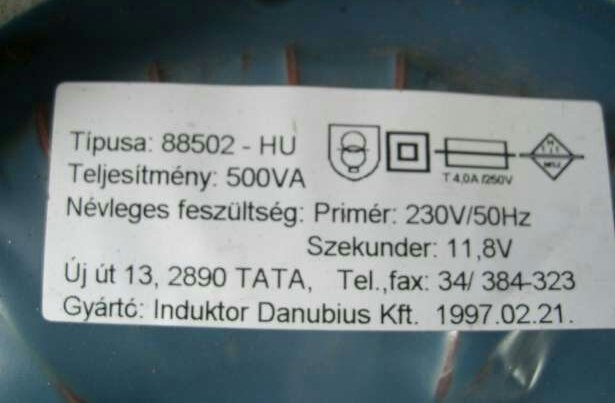 Típusa: 88502 - HU
T 4,0A /250V
Teljesítmény: 500VA
Névleges feszültség: Primér: 230V/50Hz
Szekunder: 11,8V
Új út 13, 2890 TATA, Tel.,fax: 34/ 384-323
Gyártó: Induktor Danubius Kft. 1997.02.21.